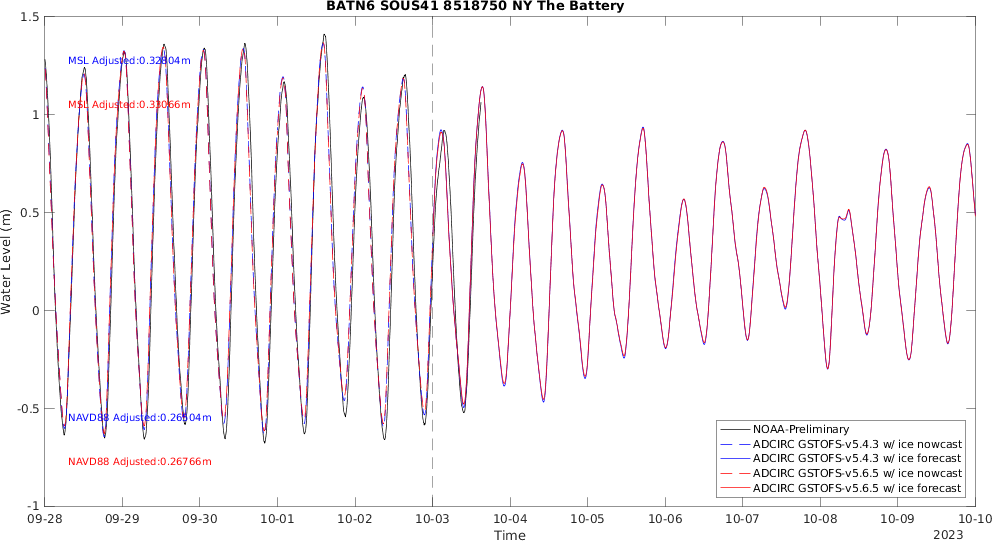 BATN6 SOUS41 8518750 NY The Battery
1.5
1
0.5
0
-0.5
-1
Water Level (m)
MSL Adjusted:0.32804m
MSL Adjusted:0.33066m
NAVD88 Adjusted:0.26504m
NAVD88 Adjusted:0.26766m
NOAA-Preliminary
ADCIRC GSTOFS-v5.4.3 w/ ice nowcast
ADCIRC GSTOFS-v5.4.3 w/ ice forecast
ADCIRC GSTOFS-v5.6.5 w/ ice nowcast
ADCIRC GSTOFS-v5.6.5 w/ ice forecast
09-28 09-29 09-30 10-01 10-02 10-03 10-04 10-05 10-06 10-07 10-08 10-09 10-10
Time
2023